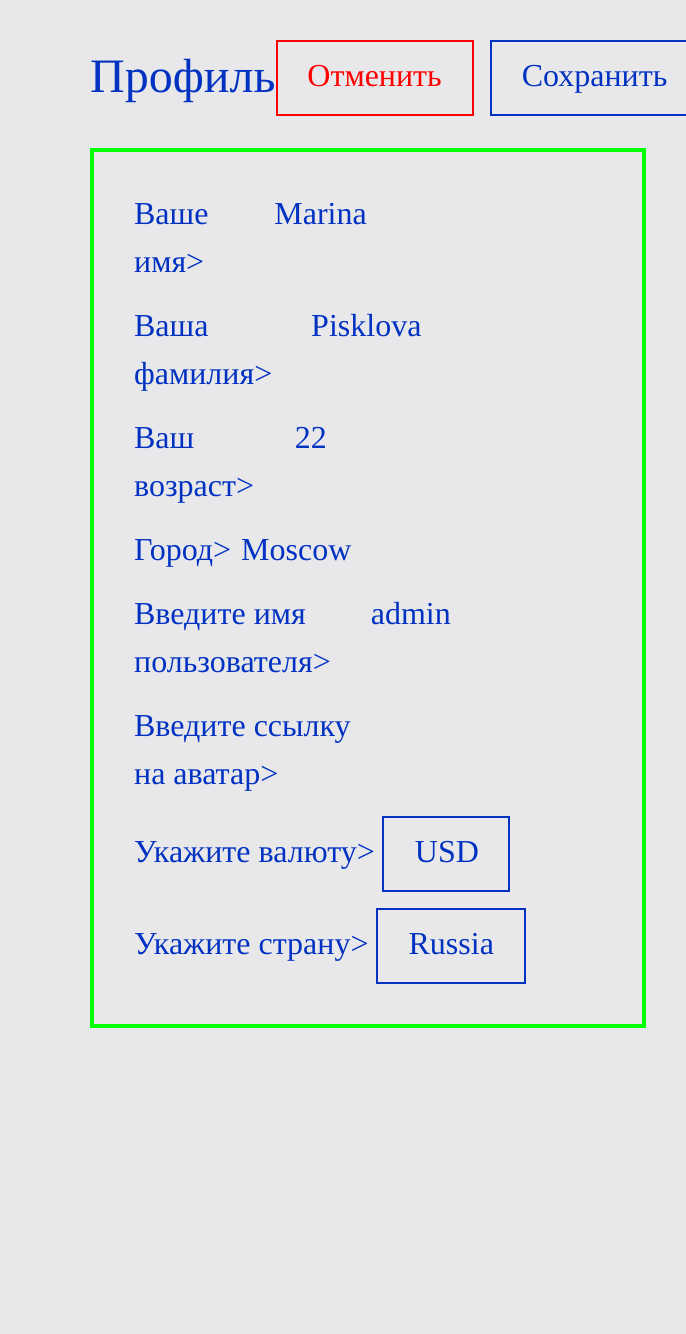 Профиль Отменить Сохранить
Ваше Marina
имя>
Ваша Pisklova
фамилия>
Ваш 22
возраст>
Город> Moscow
Введите имя admin
пользователя>
Введите ссылку
на аватар>
Укажите валюту> USD
Укажите страну> Russia